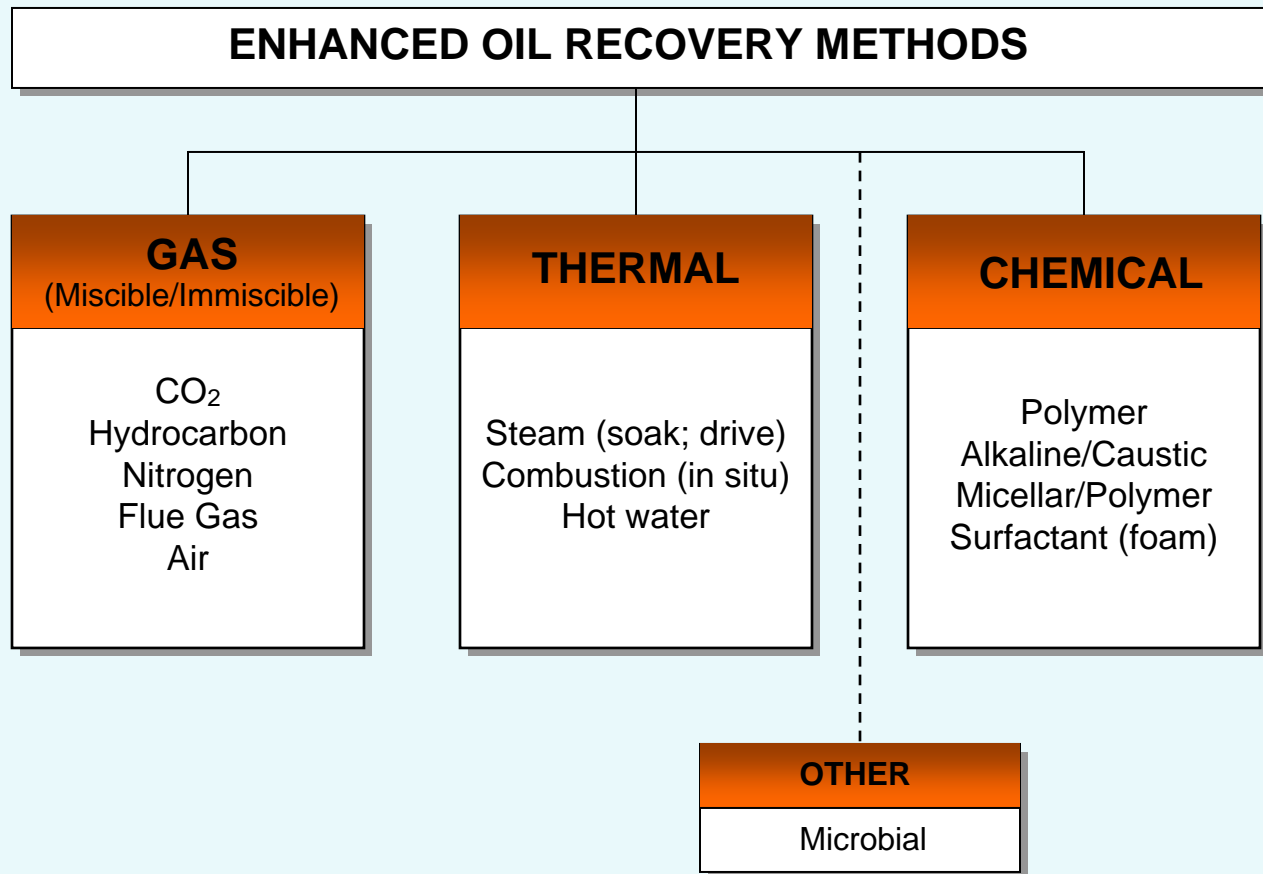 ENHANCED OIL RECOVERY METHODS
GAS
(Miscible/Immiscible)
CO₂
Hydrocarbon
Nitrogen
Flue Gas
Air
THERMAL
Steam (soak; drive)
Combustion (in situ)
Hot water
CHEMICAL
Polymer
Alkaline/Caustic
Micellar/Polymer
Surfactant (foam)
OTHER
Microbial